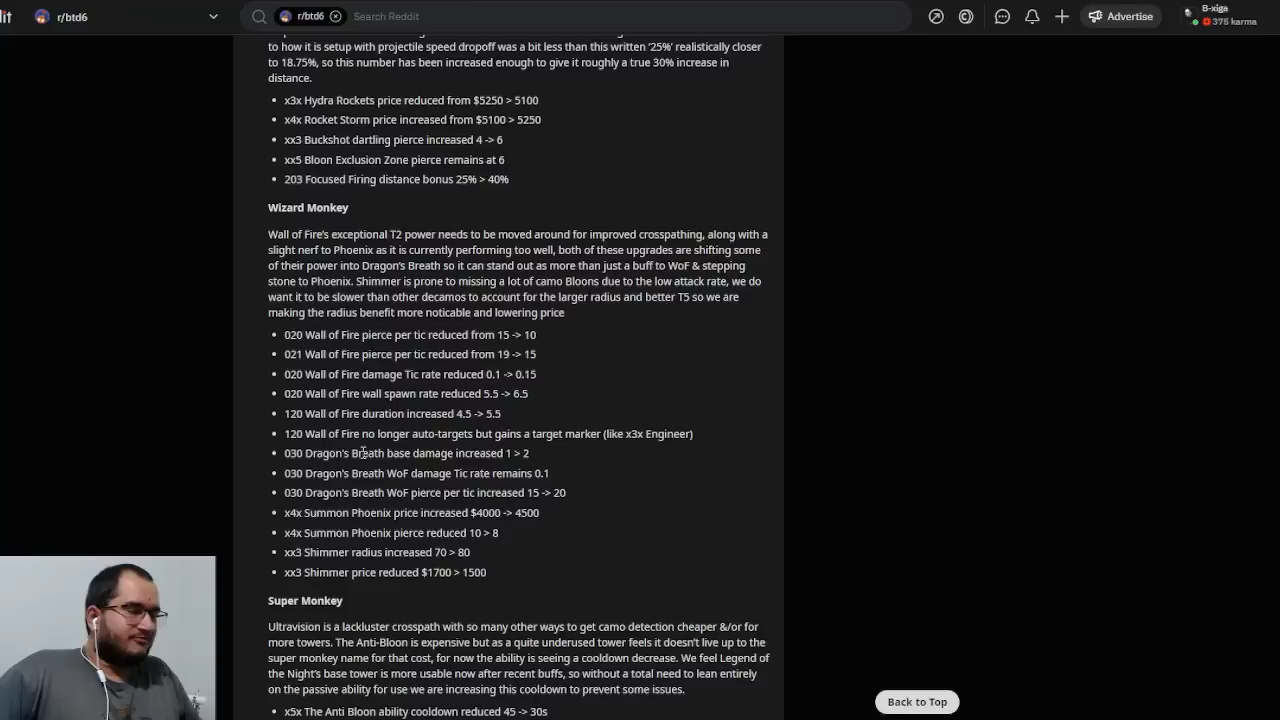 r/btd6
r/btd6
Search Reddit
Advertise
B-xiga
375 karma
to how it is setup with projectile speed dropoff was a bit less than this written '25%' realistically closer
to 18.75%, so this number has been increased enough to give it roughly a true 30% increase in
distance.
• x3x Hydra Rockets price reduced from $5250 > 5100
• x4x Rocket Storm price increased from $5100 > 5250
• xx3 Buckshot dartling pierce increased 4 -> 6
• xx5 Bloon Exclusion Zone pierce remains at 6
• 203 Focused Firing distance bonus 25% > 40%
Wizard Monkey
Wall of Fire's exceptional T2 power needs to be moved around for improved crosspathing, along with a
slight nerf to Phoenix as it is currently performing too well, both of these upgrades are shifting some
of their power into Dragon's Breath so it can stand out as more than just a buff to WoF & stepping
stone to Phoenix. Shimmer is prone to missing a lot of camo Bloons due to the low attack rate, we do
want it to be slower than other decamos to account for the larger radius and better T5 so we are
making the radius benefit more noticable and lowering price
• 020 Wall of Fire pierce per tic reduced from 15 -> 10
• 021 Wall of Fire pierce per tic reduced from 19 -> 15
• 020 Wall of Fire damage Tic rate reduced 0.1 -> 0.15
• 020 Wall of Fire wall spawn rate reduced 5.5 -> 6.5
• 120 Wall of Fire duration increased 4.5 -> 5.5
• 120 Wall of Fire no longer auto-targets but gains a target marker (like x3x Engineer)
• 030 Dragon's Breath base damage increased 1 > 2
• 030 Dragon's Breath WoF damage Tic rate remains 0.1
• 030 Dragon's Breath WoF pierce per tic increased 15 -> 20
• x4x Summon Phoenix price increased $4000 -> 4500
• x4x Summon Phoenix pierce reduced 10 > 8
• xx3 Shimmer radius increased 70 > 80
• xx3 Shimmer price reduced $1700 > 1500
Super Monkey
Ultravision is a lackluster crosspath with so many other ways to get camo detection cheaper &/or for
more towers. The Anti-Bloon is expensive but as a quite underused tower feels it doesn't live up to the
super monkey name for that cost, for now the ability is seeing a cooldown decrease. We feel Legend of
the Night's base tower is more usable now after recent buffs, so without a total need to lean entirely
on the passive ability for use we are increasing this cooldown to prevent some issues.
• x5x The Anti Bloon ability cooldown reduced 45 -> 30s
Back to Top